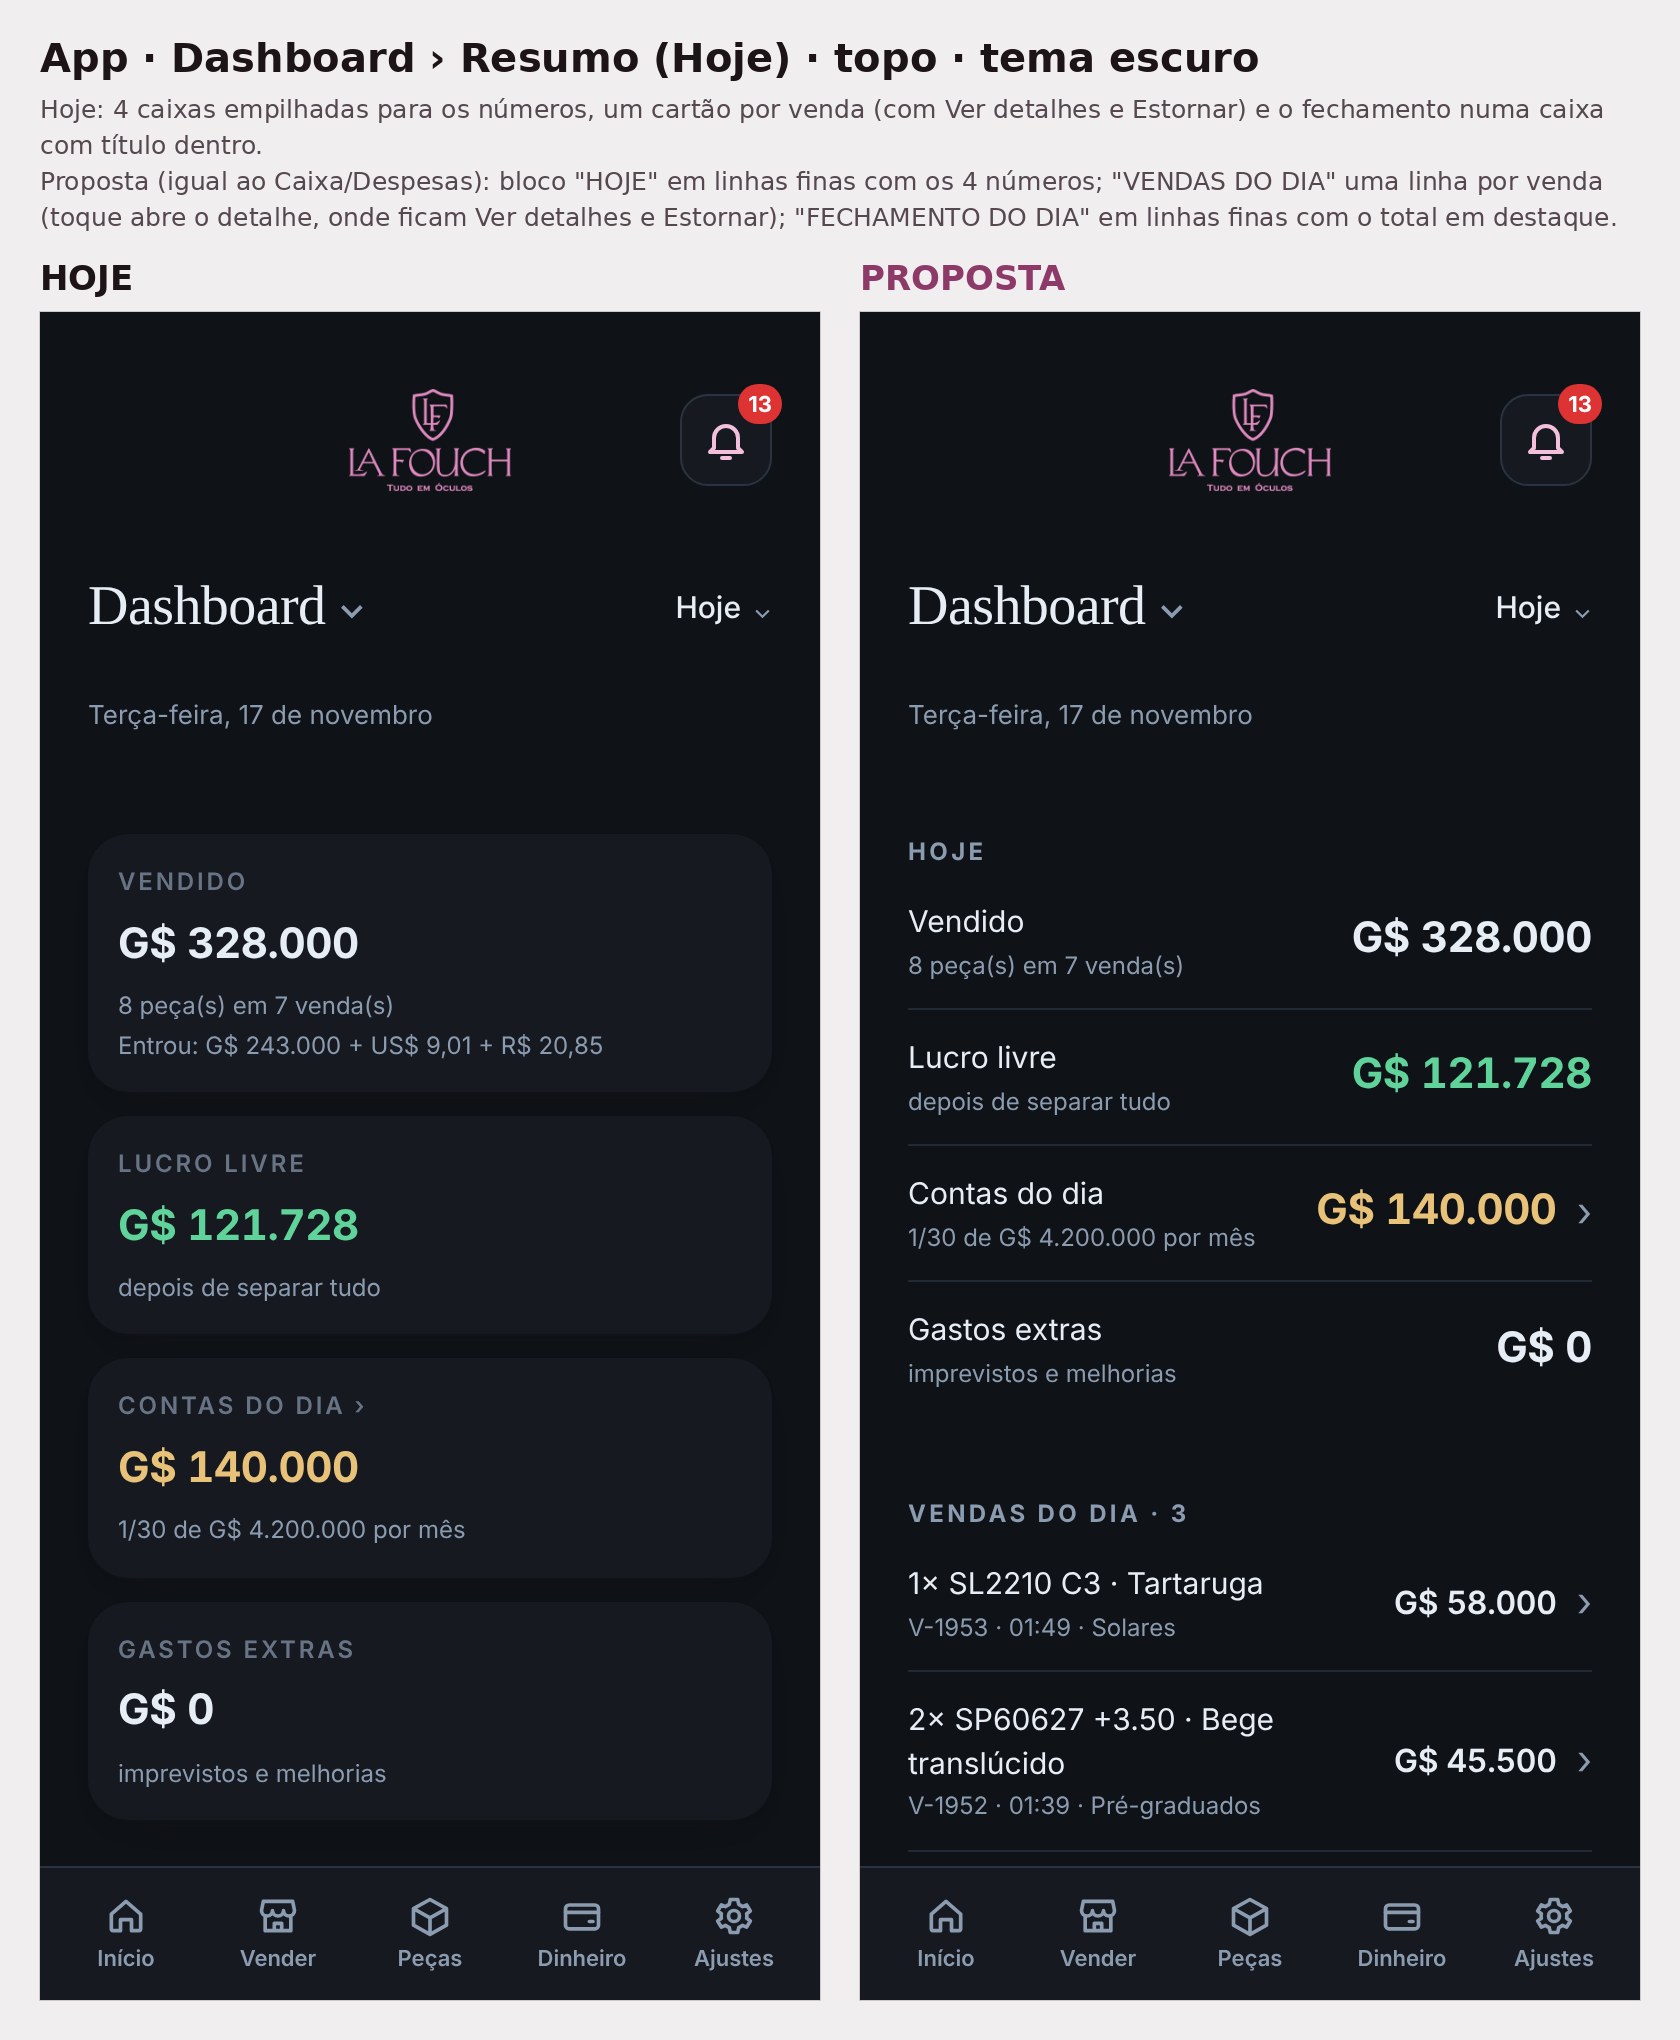 App · Dashboard › Resumo (Hoje) · topo · tema escuro
Hoje: 4 caixas empilhadas para os números, um cartão por venda (com Ver detalhes e Estornar) e o fechamento numa caixa
com título dentro.
Proposta (igual ao Caixa/Despesas): bloco "HOJE" em linhas finas com os 4 números; "VENDAS DO DIA" uma linha por venda
(toque abre o detalhe, onde ficam Ver detalhes e Estornar); "FECHAMENTO DO DIA" em linhas finas com o total em destaque.
HOJE
LF
LA FOUCH
TUDO EM ÓCULOS
13
Dashboard
Hoje
Terça-feira, 17 de novembro
VENDIDO
G$ 328.000
8 peça(s) em 7 venda(s)
Entrou: G$ 243.000 + US$ 9,01 + R$ 20,85
LUCRO LIVRE
G$ 121.728
depois de separar tudo
CONTAS DO DIA ›
G$ 140.000
1/30 de G$ 4.200.000 por mês
GASTOS EXTRAS
G$ 0
imprevistos e melhorias
Início Vender Peças Dinheiro Ajustes
PROPOSTA
LF
LA FOUCH
TUDO EM ÓCULOS
13
Dashboard
Hoje
Terça-feira, 17 de novembro
HOJE
Vendido
8 peça(s) em 7 venda(s)
G$ 328.000
Lucro livre
depois de separar tudo
G$ 121.728
Contas do dia
1/30 de G$ 4.200.000 por mês
G$ 140.000 ›
Gastos extras
imprevistos e melhorias
G$ 0
VENDAS DO DIA · 3
1× SL2210 C3 · Tartaruga
V-1953 · 01:49 · Solares
G$ 58.000 ›
2× SP60627 +3.50 · Bege
translúcido
V-1952 · 01:39 · Pré-graduados
G$ 45.500 ›
Início Vender Peças Dinheiro Ajustes